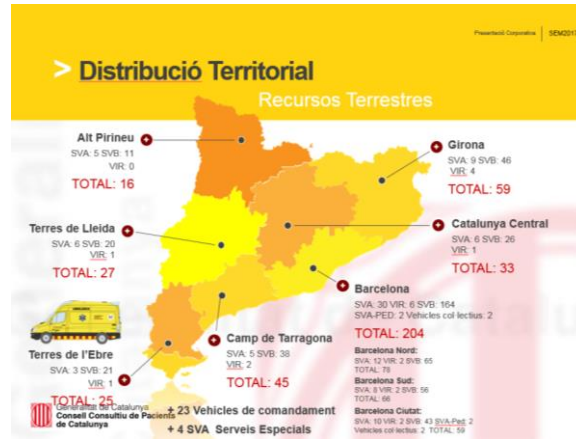 Presentació Corporativa | SEM2017
> Distribució Territorial
Recursos Terrestres
Alt Pirineu
SVA: 5 SVB: 11
VIR: 0
TOTAL: 16
Girona
SVA: 9 SVB: 46
VIR: 4
TOTAL: 59
Terres de Lleida
SVA: 6 SVB: 20
VIR: 1
TOTAL: 27
Catalunya Central
SVA: 6 SVB: 26
VIR: 1
TOTAL: 33
Barcelona
SVA: 30 VIR: 6 SVB: 164
SVA-PED: 2 Vehicles col·lectius: 2
TOTAL: 204
Camp de Tarragona
SVA: 5 SVB: 38
VIR: 2
TOTAL: 45
Terres de l'Ebre
SVA: 3 SVB: 21
VIR: 1
TOTAL: 25
Barcelona Nord:
SVA: 12 VIR: 2 SVB: 65
TOTAL: 78
Barcelona Sud:
SVA: 8 VIR: 2 SVB: 56
TOTAL: 66
Barcelona Ciutat:
SVA: 10 VIR: 2 SVB: 43 SVA-Ped: 2
Vehicles col·lectius: 2 TOTAL: 59
+ 23 Vehicles de comandament
+ 4 SVA Serveis Especials
Generalitat de Catalunya
Consell Consultiu de Pacients
de Catalunya